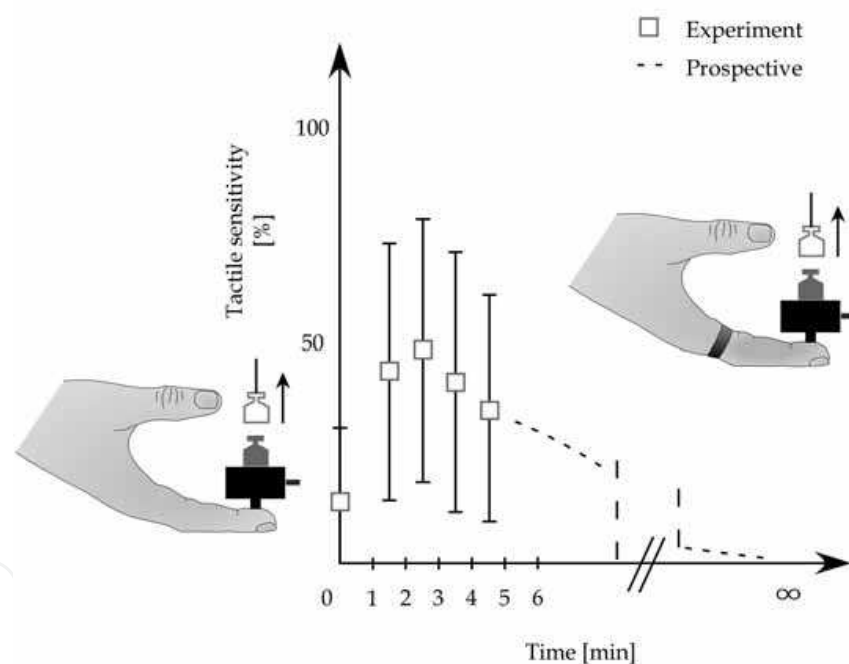 Experiment
Prospective
Tactile sensitivity
[%]
100
50
0 1 2 3 4 5 6 ∞
Time [min]